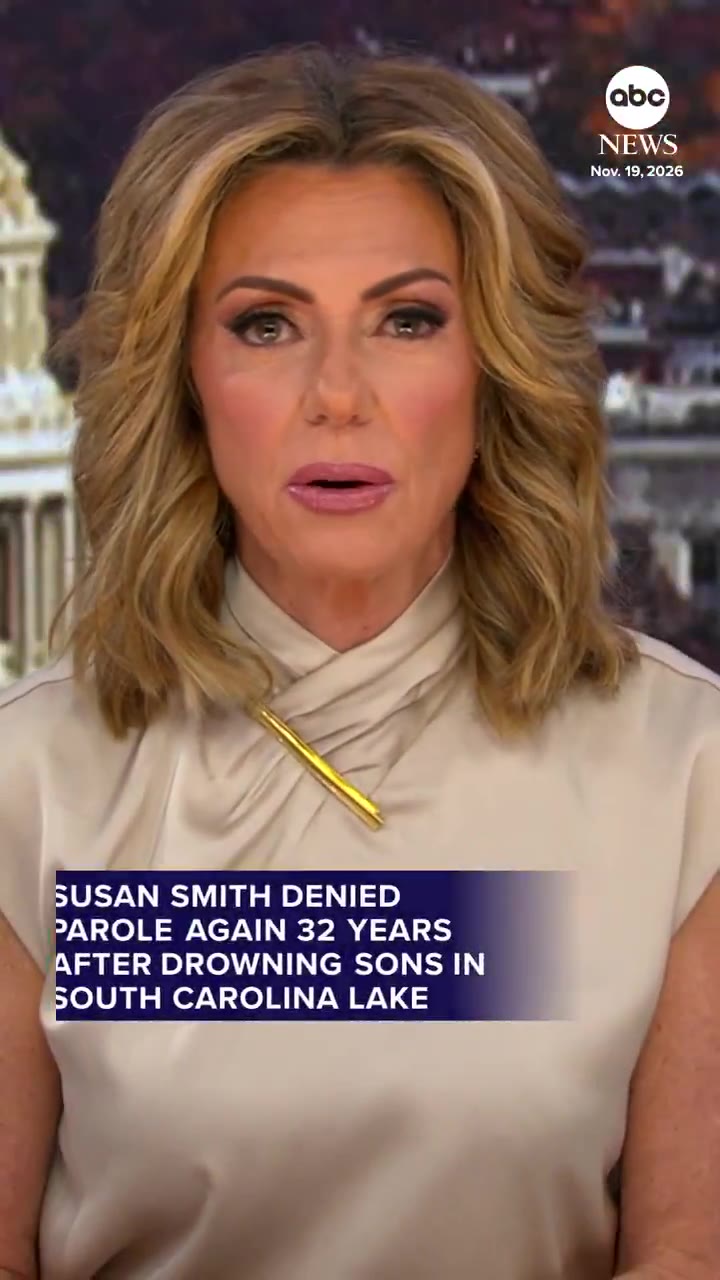 abc
NEWS
Nov. 19, 2026
SUSAN SMITH DENIED
PAROLE AGAIN 32 YEARS
AFTER DROWNING SONS IN
SOUTH CAROLINA LAKE